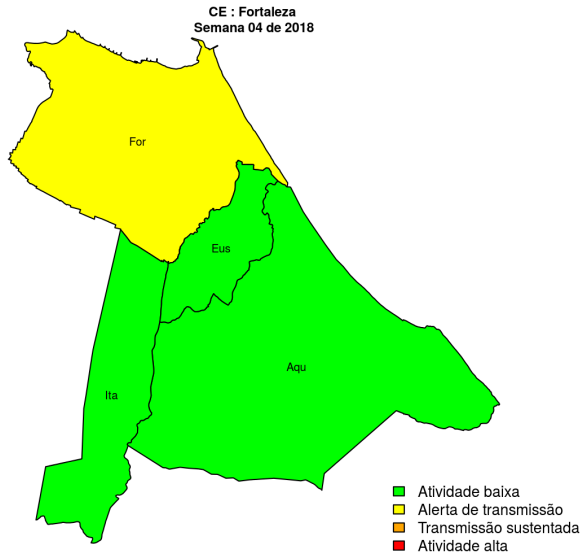 CE : Fortaleza
Semana 04 de 2018
For
Eus
Aqu
Ita
Atividade baixa
Alerta de transmissão
Transmissão sustentada
Atividade alta